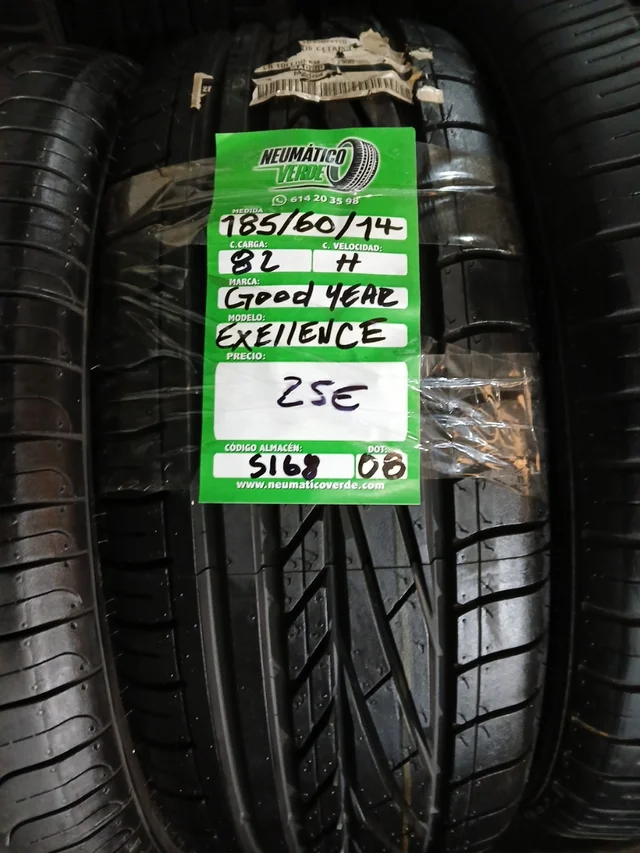 NEUMÁTICO
VERDE
614 20 35 98
MEDIDA
185/60/14
C.CARGA: C. VELOCIDAD:
82 H
MARCA:
Good YEAR
MODELO:
EXEllENCE
PRECIO:
25€
CÓDIGO ALMACÉN: DOT:
S168 08
www.neumaticoverde.com